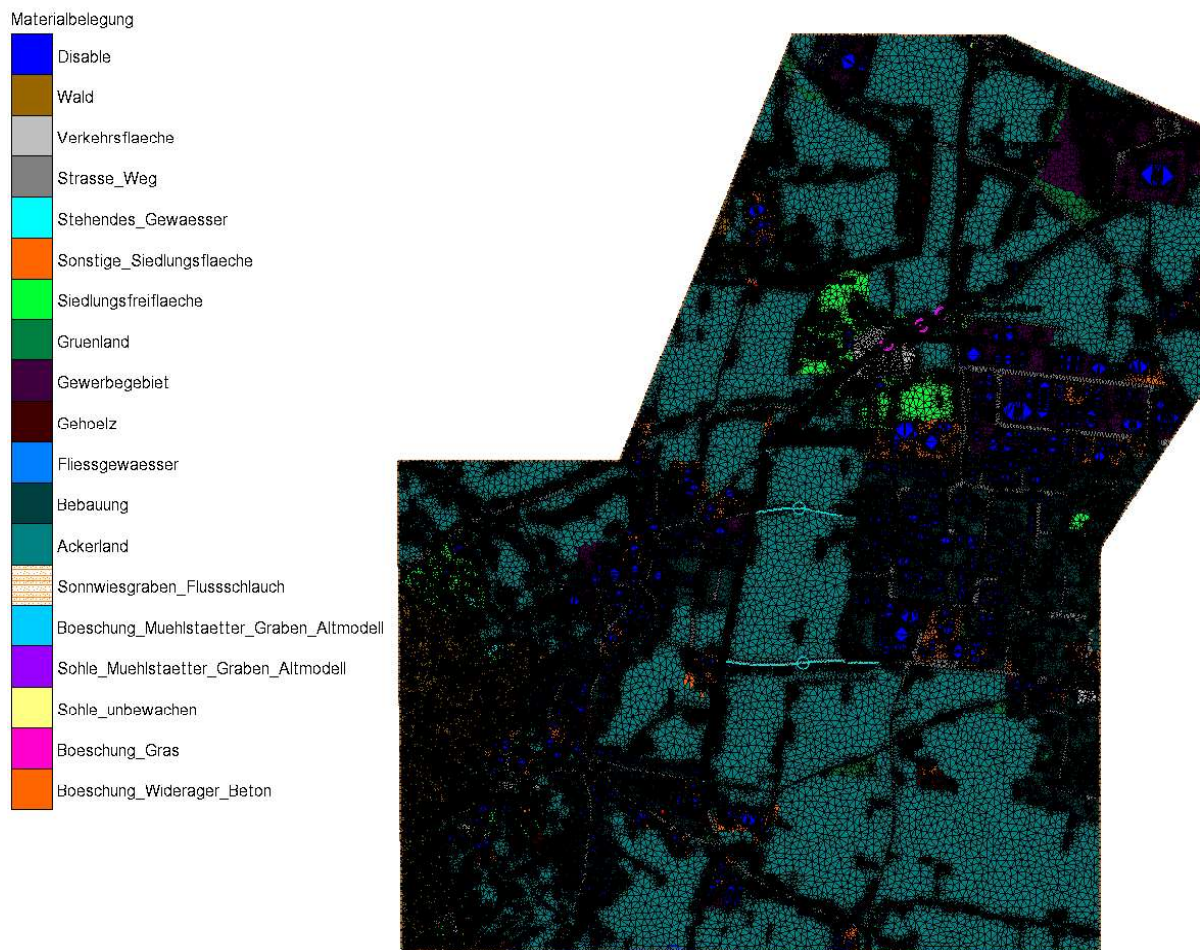 Materialbelegung
Disable
Wald
Verkehrsflaeche
Strasse_Weg
Stehendes_Gewaesser
Sonstige_Siedlungsflaeche
Siedlungsfreiflaeche
Gruenland
Gewerbegebiet
Gehoelz
Fliessgewaesser
Bebauung
Ackerland
Sonnwiesgraben_Flussschlauch
Boeschung_Muehlstaetter_Graben_Altmodell
Sohle_Muehlstaetter_Graben_Altmodell
Sohle_unbewachen
Boeschung_Gras
Boeschung_Widerager_Beton